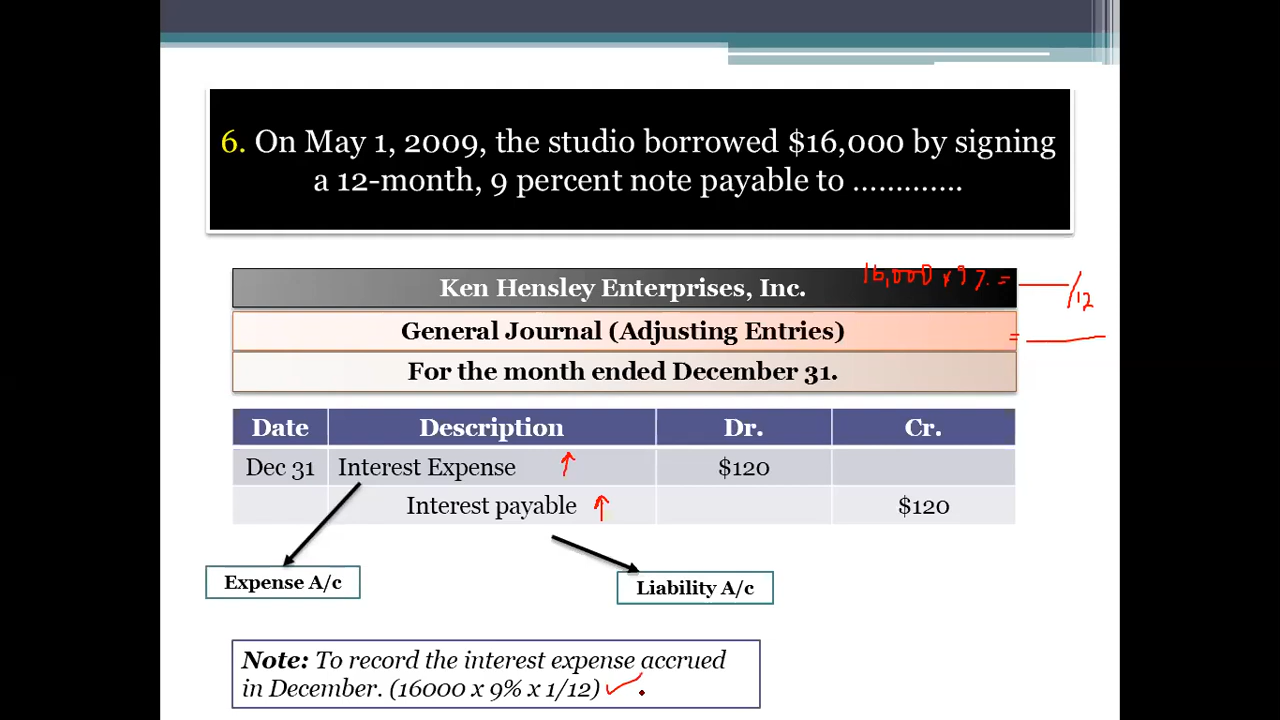 6. On May 1, 2009, the studio borrowed $16,000 by signing
a 12-month, 9 percent note payable to .............
Ken Hensley Enterprises, Inc.
16,000 x 9 %. = ____ /12
General Journal (Adjusting Entries)
= ____
For the month ended December 31.
Date Description Dr. Cr.
Dec 31 Interest Expense ↑ $120
Interest payable ↑ $120
Expense A/c
Liability A/c
Note: To record the interest expense accrued
in December. (16000 x 9% x 1/12) ✓